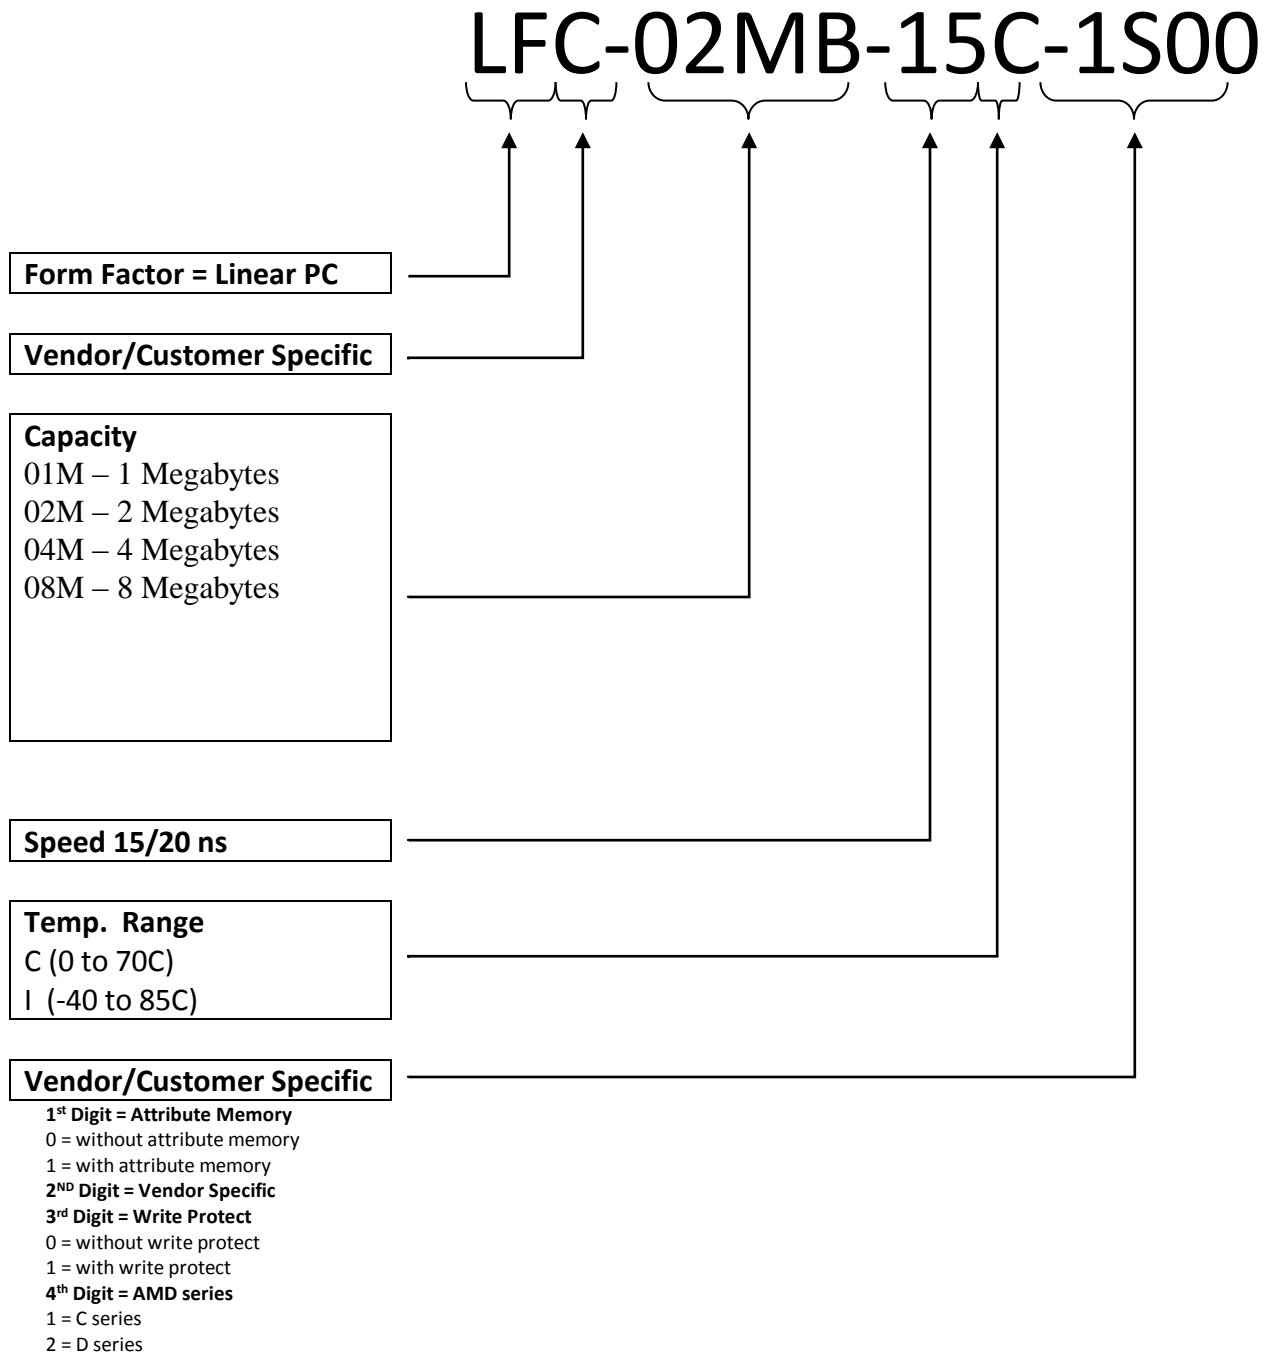 LFC-02MB-15C-1S00
Form Factor = Linear PC
Vendor/Customer Specific
Capacity
01M – 1 Megabytes
02M – 2 Megabytes
04M – 4 Megabytes
08M – 8 Megabytes
Speed 15/20 ns
Temp. Range
C (0 to 70C)
I (-40 to 85C)
Vendor/Customer Specific
1st Digit = Attribute Memory
0 = without attribute memory
1 = with attribute memory
2ND Digit = Vendor Specific
3rd Digit = Write Protect
0 = without write protect
1 = with write protect
4th Digit = AMD series
1 = C series
2 = D series